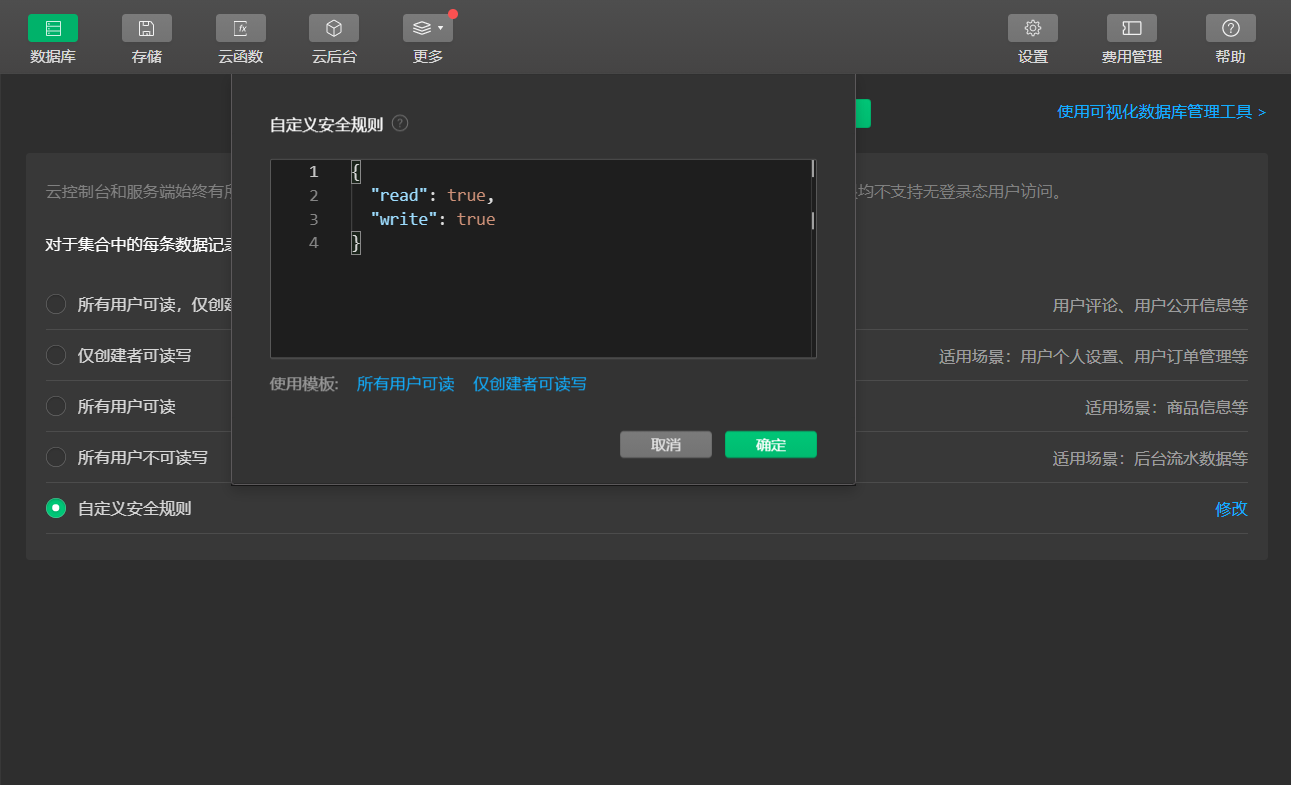 数据库 存储 云函数 云后台 更多 设置 费用管理 帮助
使用可视化数据库管理工具 >
自定义安全规则 ?
1 {
2 "read": true,
3 "write": true
4 }
使用模板: 所有用户可读 仅创建者可读写
取消 确定
云控制台和服务端始终有 均不支持无登录态用户访问。
对于集合中的每条数据记
所有用户可读，仅创 用户评论、用户公开信息等
仅创建者可读写 适用场景：用户个人设置、用户订单管理等
所有用户可读 适用场景：商品信息等
所有用户不可读写 适用场景：后台流水数据等
自定义安全规则 修改